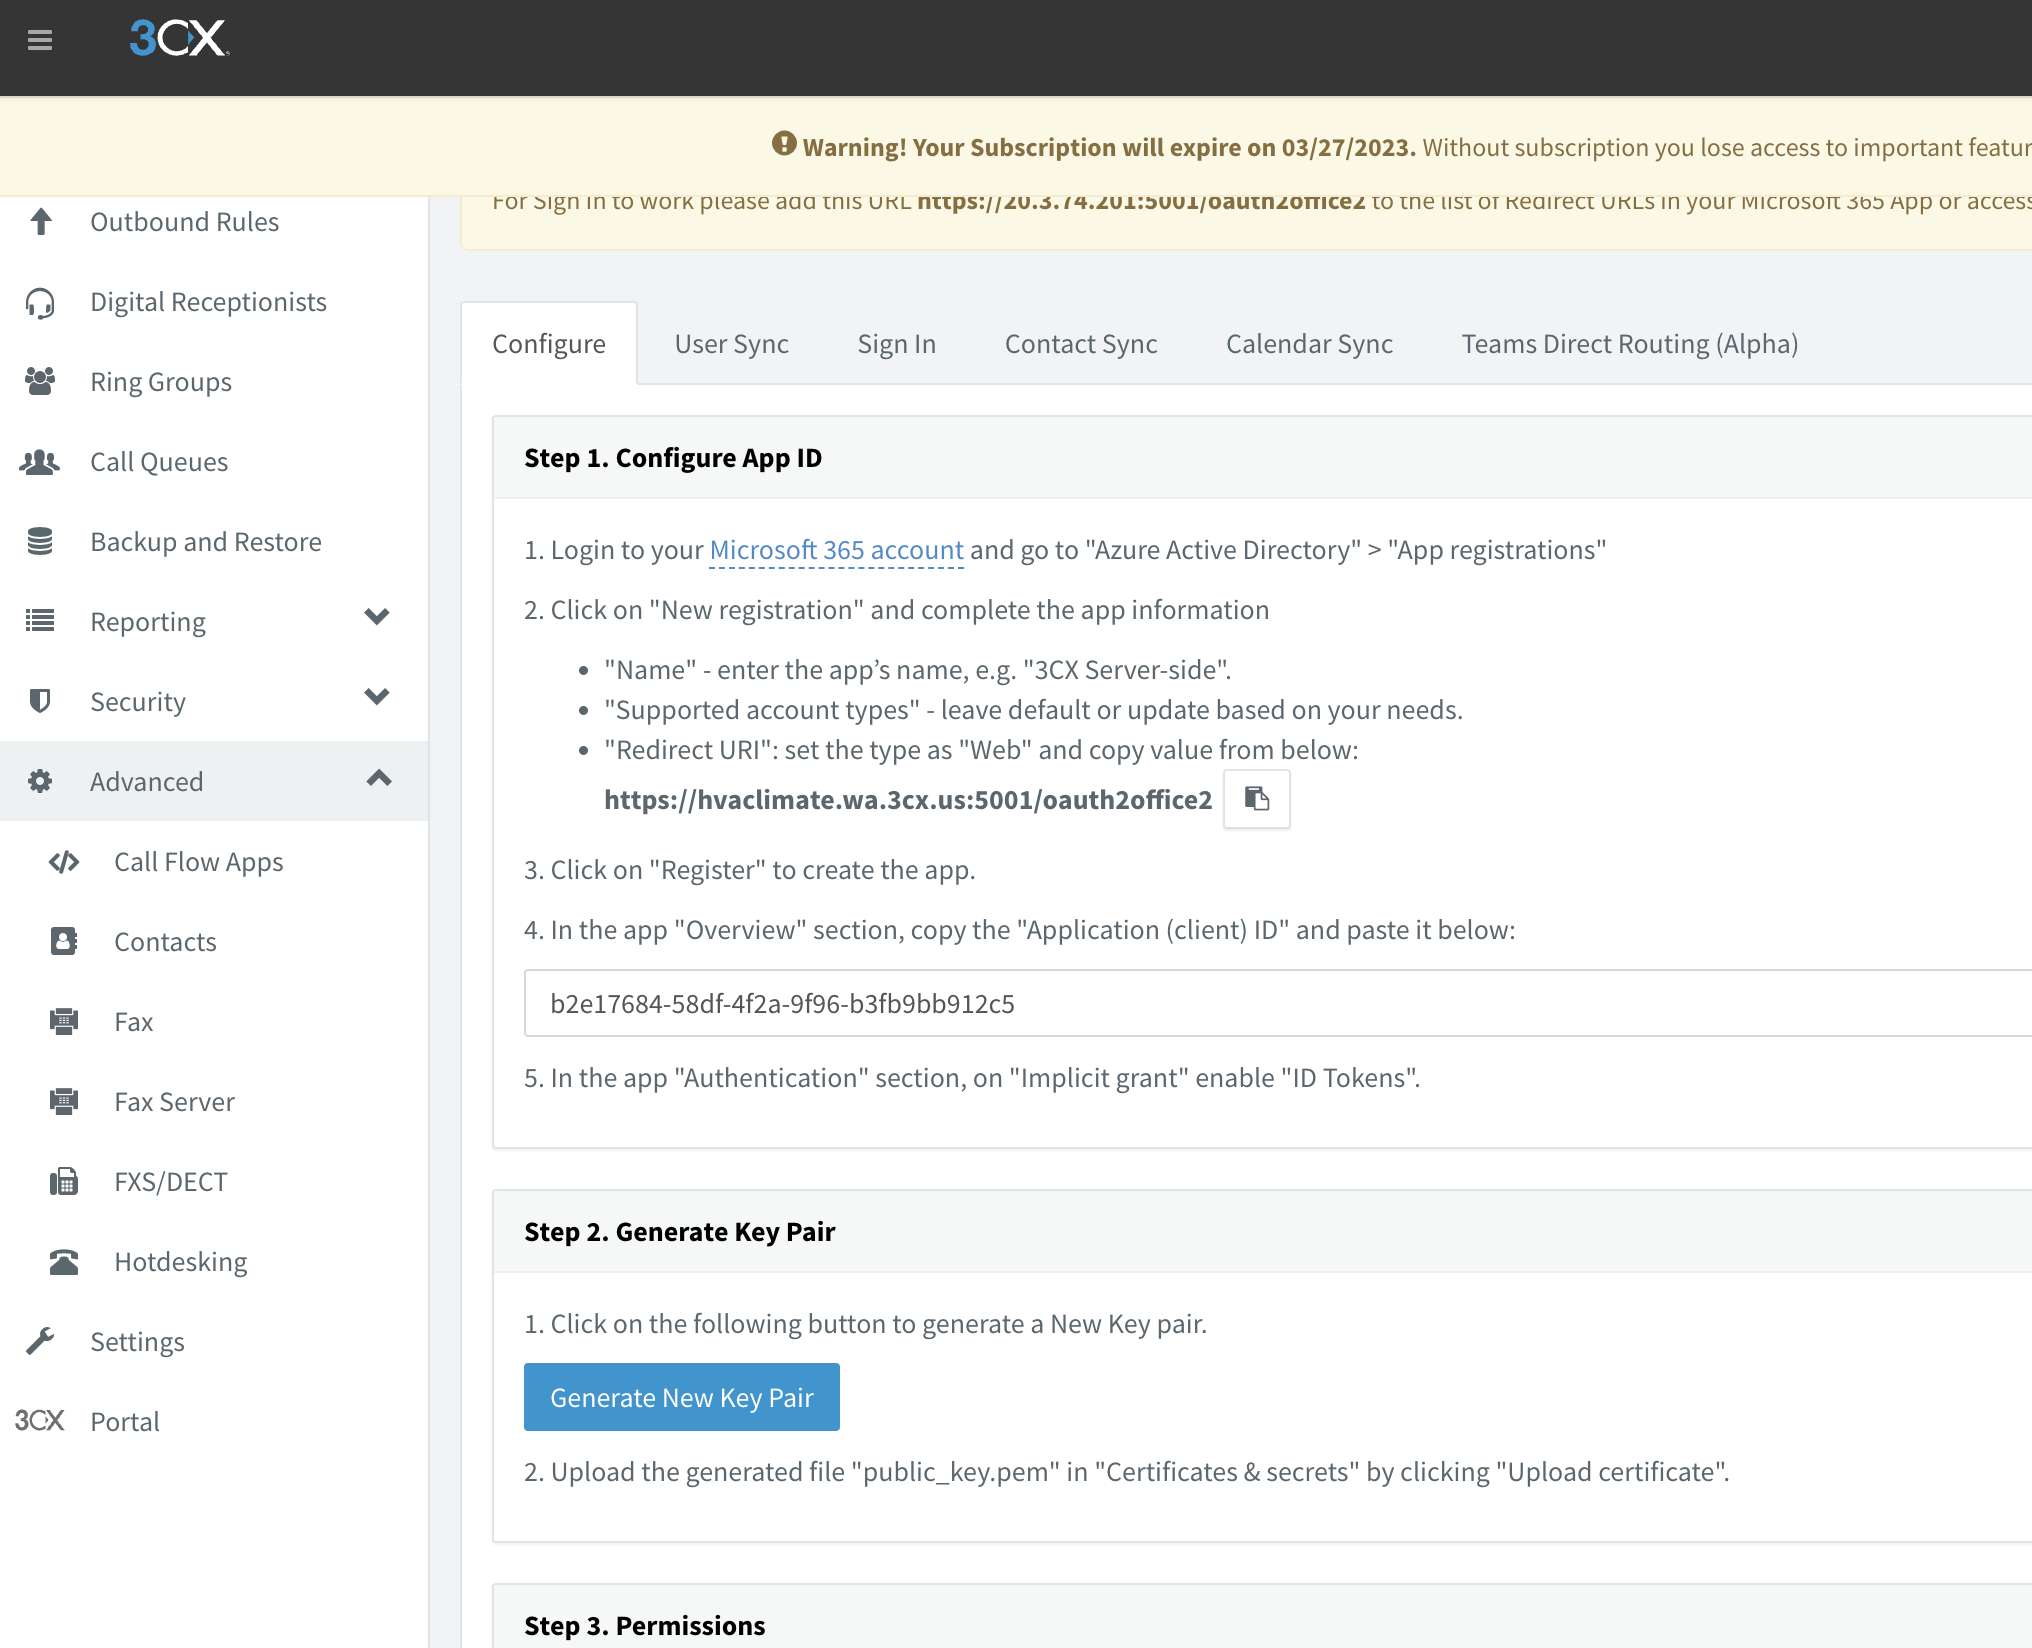 3CX
Warning! Your Subscription will expire on 03/27/2023. Without subscription you lose access to important featur
For Sign In to work please add this URL https://20.3.74.201:5001/oauth2office2 to the list of Redirect URLs in your Microsoft 365 App or access
Outbound Rules
Digital Receptionists
Ring Groups
Call Queues
Backup and Restore
Reporting
Security
Advanced
Call Flow Apps
Contacts
Fax
Fax Server
FXS/DECT
Hotdesking
Settings
3CX Portal
Configure User Sync Sign In Contact Sync Calendar Sync Teams Direct Routing (Alpha)
Step 1. Configure App ID
1. Login to your Microsoft 365 account and go to "Azure Active Directory" > "App registrations"
2. Click on "New registration" and complete the app information
• "Name" - enter the app’s name, e.g. "3CX Server-side".
• "Supported account types" - leave default or update based on your needs.
• "Redirect URI": set the type as "Web" and copy value from below:
https://hvaclimate.wa.3cx.us:5001/oauth2office2
3. Click on "Register" to create the app.
4. In the app "Overview" section, copy the "Application (client) ID" and paste it below:
b2e17684-58df-4f2a-9f96-b3fb9bb912c5
5. In the app "Authentication" section, on "Implicit grant" enable "ID Tokens".
Step 2. Generate Key Pair
1. Click on the following button to generate a New Key pair.
Generate New Key Pair
2. Upload the generated file "public_key.pem" in "Certificates & secrets" by clicking "Upload certificate".
Step 3. Permissions